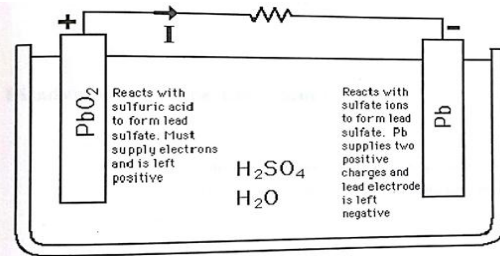 +
I
-
PbO2
Reacts with
sulfuric acid
to form lead
sulfate. Must
supply electrons
and is left
positive
H2SO4
H2O
Reacts with
sulfate ions
to form lead
sulfate. Pb
supplies two
positive
charges and
lead electrode
is left
negative
Pb